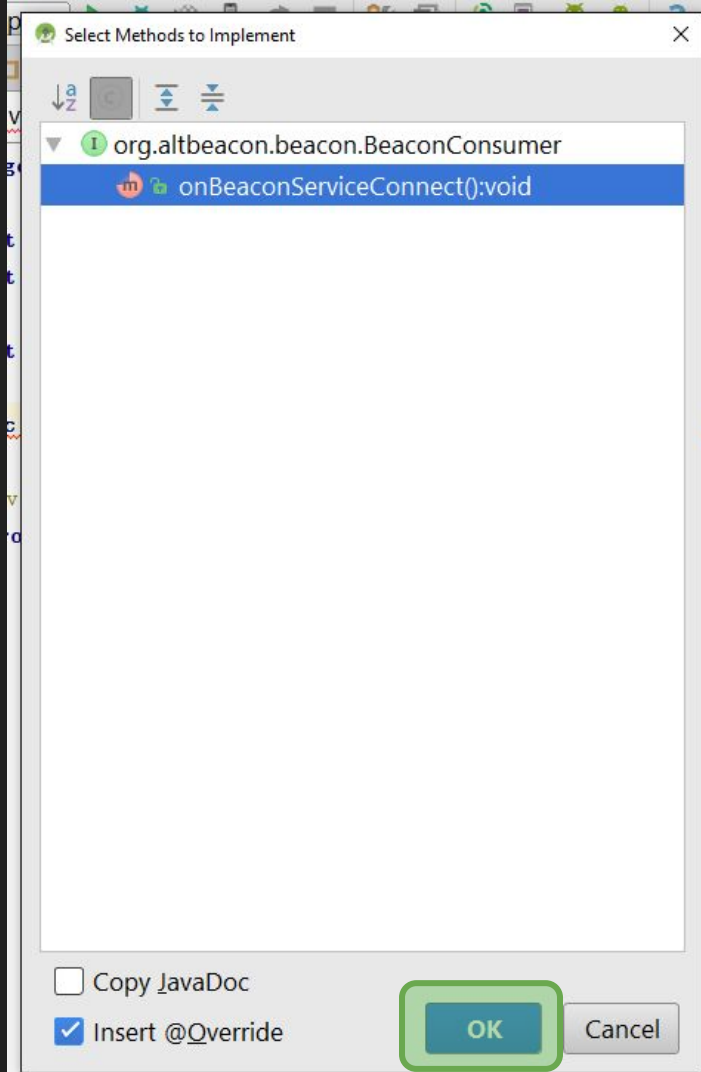 Select Methods to Implement
org.altbeacon.beacon.BeaconConsumer
onBeaconServiceConnect():void
Copy JavaDoc
Insert @Override
OK
Cancel